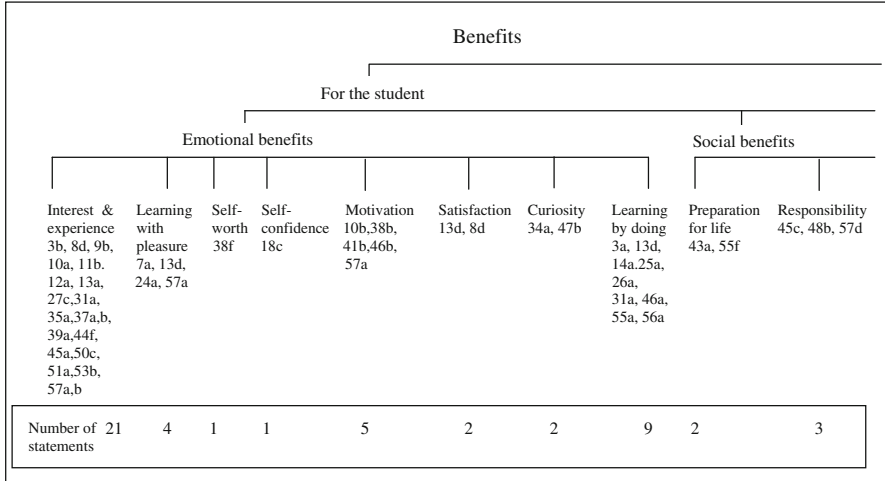 Benefits
For the student
Emotional benefits
Social benefits
Interest &
experience
3b, 8d, 9b,
10a, 11b.
12a, 13a,
27c,31a,
35a,37a,b,
39a,44f,
45a,50c,
51a,53b,
57a,b
Learning
with
pleasure
7a, 13d,
24a, 57a
Self-
worth
38f
Self-
confidence
18c
Motivation
10b,38b,
41b,46b,
57a
Satisfaction
13d, 8d
Curiosity
34a, 47b
Learning
by doing
3a, 13d,
14a.25a,
26a,
31a, 46a,
55a, 56a
Preparation
for life
43a, 55f
Responsibility
45c, 48b, 57d
Number of 21 4 1 1 5 2 2 9 2 3
statements